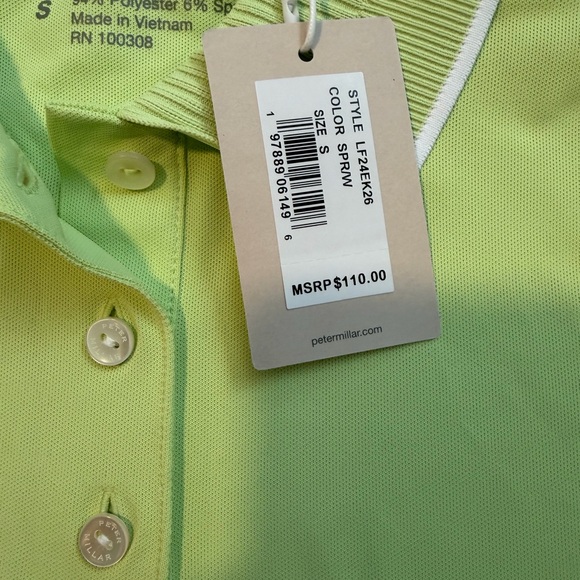 S
94% Polyester 6% Sp
Made in Vietnam
RN 100308
STYLE LF24EK26
COLOR SPR/W
SIZE S
1 97889 06149 6
MSRP $110.00
petermillar.com
PETER
MILLAR
PETER
MILLAR